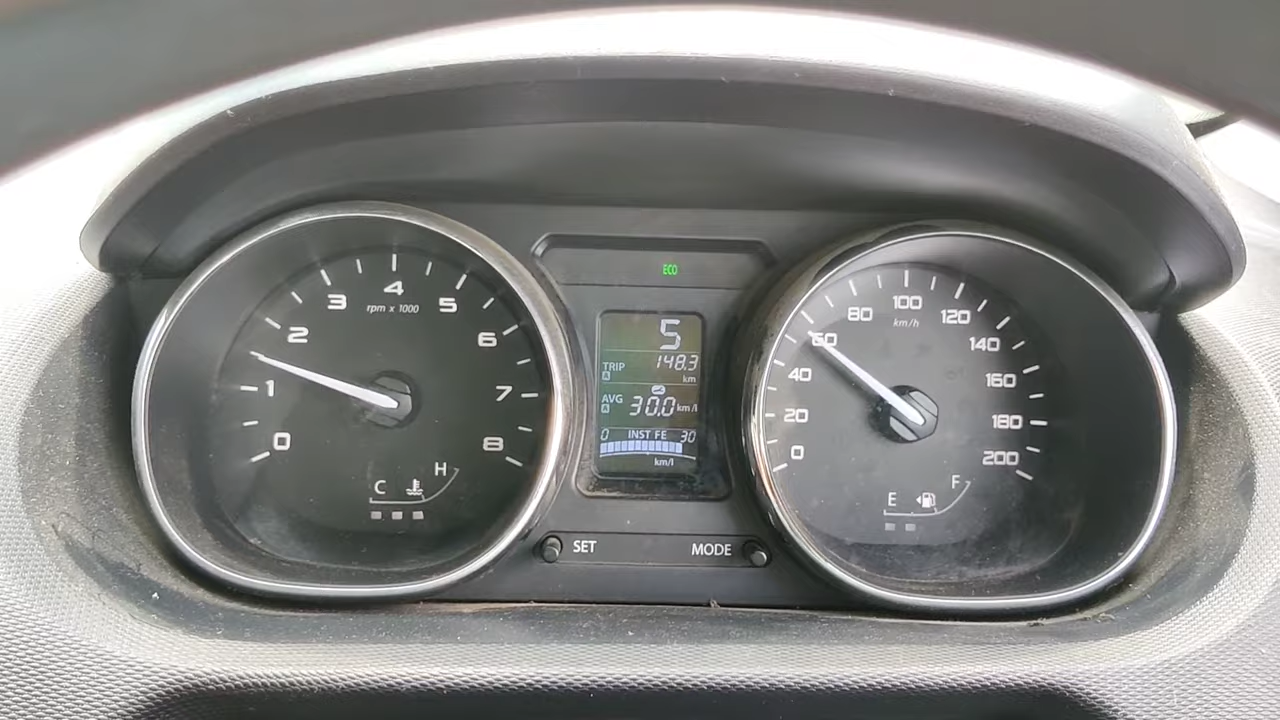 0
1
2
3
4
5
6
7
8
rpm x 1000
C
H
ECO
5
TRIP
A
148.3
km
AVG
A
30.0 km/l
0 INST FE 30
km/l
SET
MODE
0
20
40
60
80
100
120
140
160
180
200
km/h
E
F